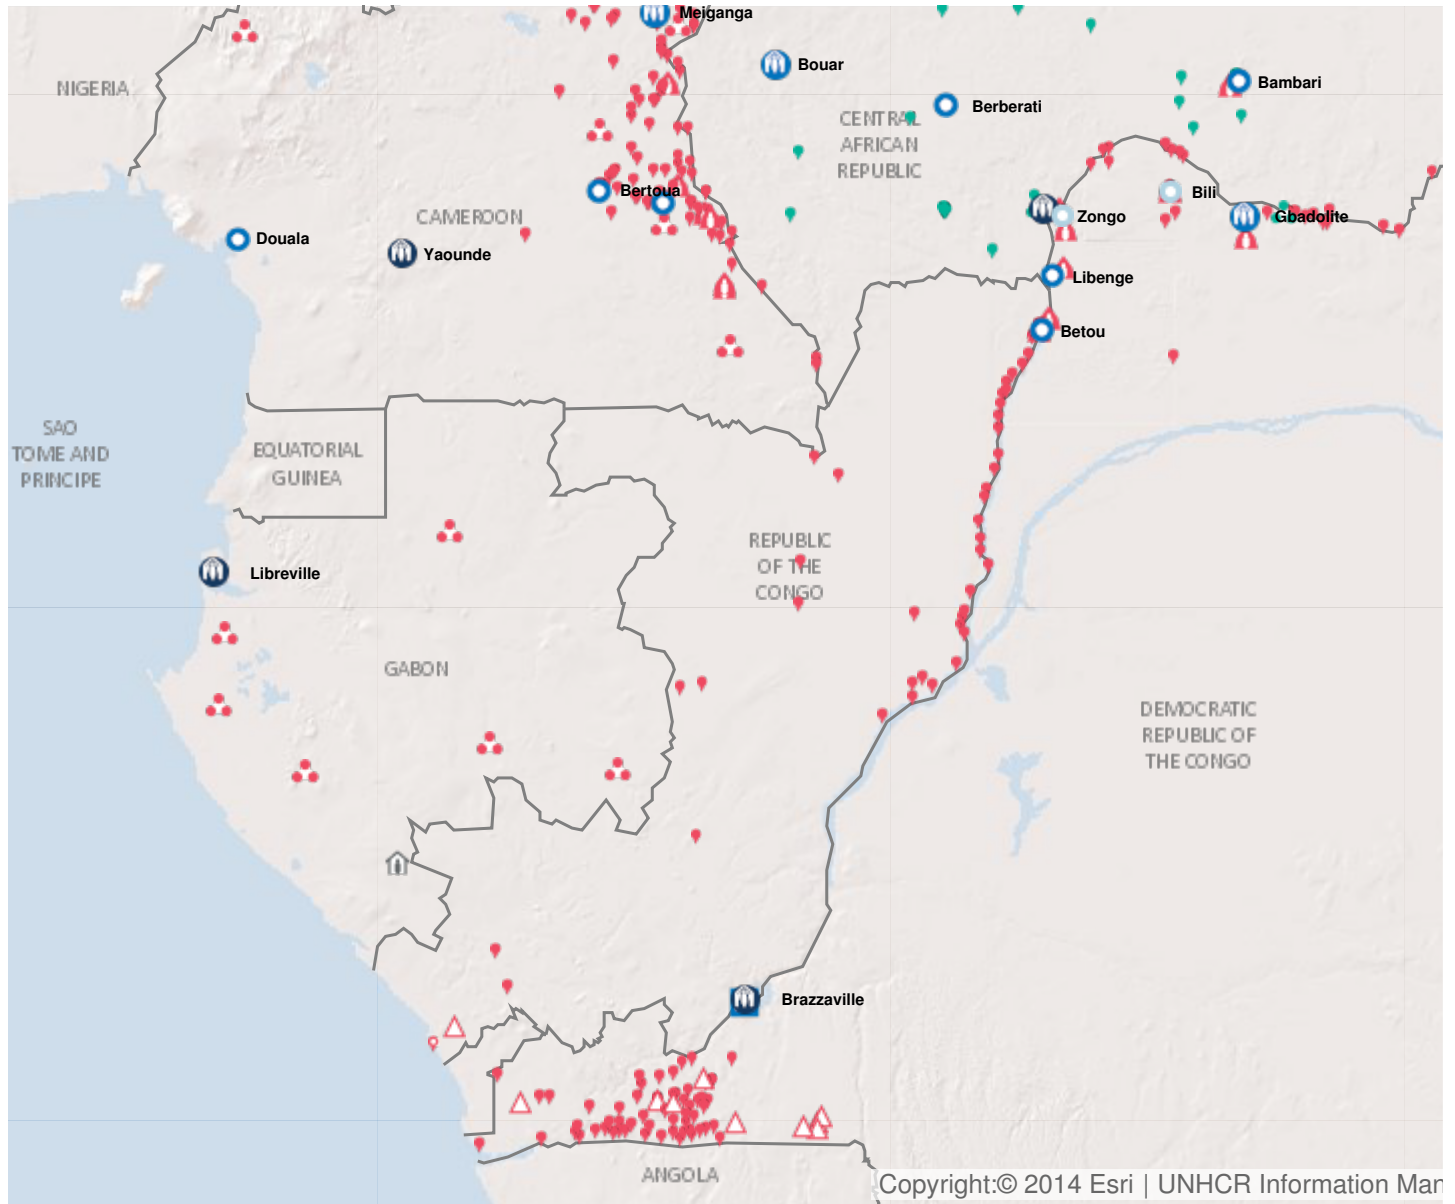 Meiganga
Bouar
NIGERIA
Bambari
Berberati
CENTRAL
AFRICAN
REPUBLIC
Bertoua
Bili
CAMEROON
Zongo
Gbadolite
Douala
Yaounde
Libenge
Betou
SAO
TOME AND
PRINCIPE
EQUATORIAL
GUINEA
REPUBLIC
OF THE
CONGO
Libreville
GABON
DEMOCRATIC
REPUBLIC OF
THE CONGO
Brazzaville
ANGOLA
Copyright:© 2014 Esri | UNHCR Information Man